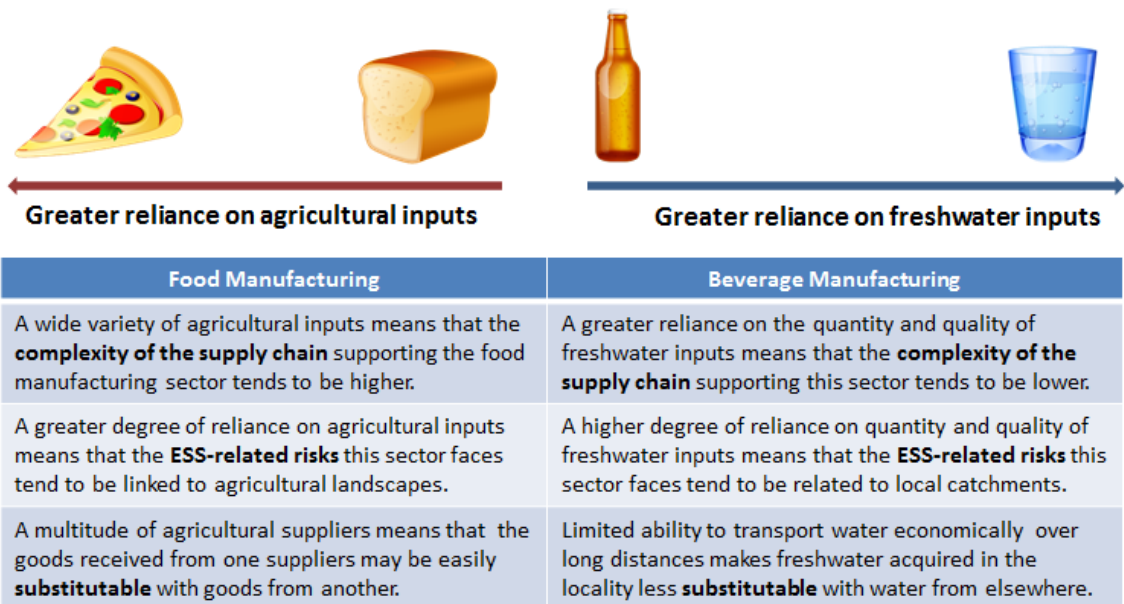 Greater reliance on agricultural inputs
Greater reliance on freshwater inputs
Food Manufacturing
Beverage Manufacturing
A wide variety of agricultural inputs means that the
complexity of the supply chain supporting the food
manufacturing sector tends to be higher.
A greater reliance on the quantity and quality of
freshwater inputs means that the complexity of the
supply chain supporting this sector tends to be lower.
A greater degree of reliance on agricultural inputs
means that the ESS-related risks this sector faces
tend to be linked to agricultural landscapes.
A higher degree of reliance on quantity and quality of
freshwater inputs means that the ESS-related risks this
sector faces tend to be related to local catchments.
A multitude of agricultural suppliers means that the
goods received from one suppliers may be easily
substitutable with goods from another.
Limited ability to transport water economically over
long distances makes freshwater acquired in the
locality less substitutable with water from elsewhere.